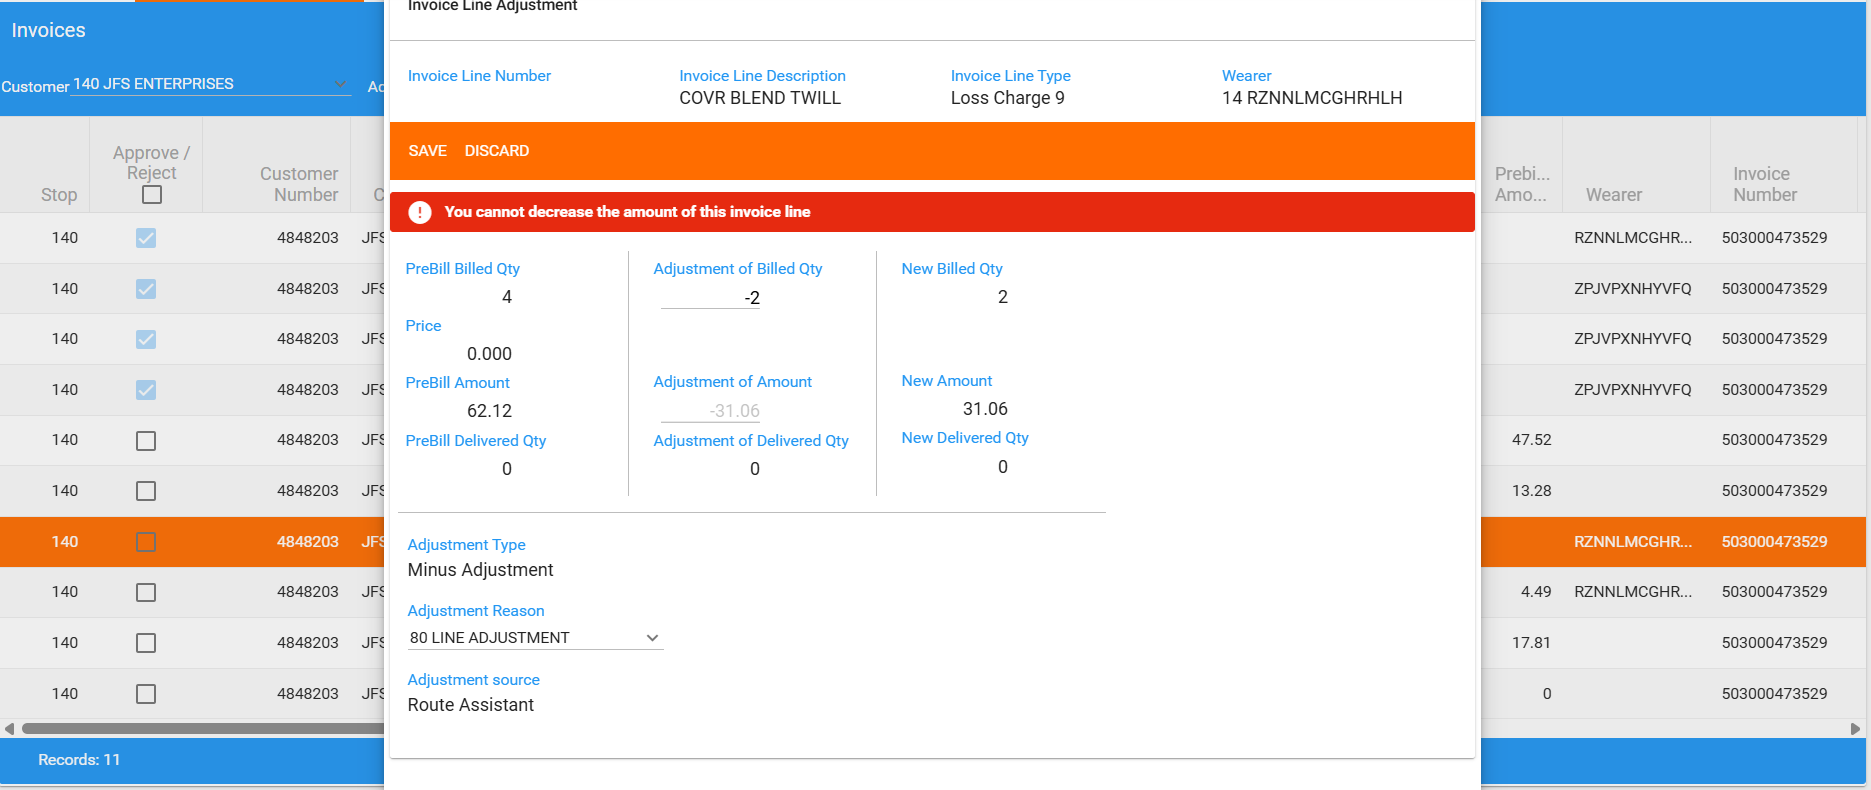 Invoice Line Adjustment
Invoices
Customer 140 JFS ENTERPRISES
Invoice Line Number Invoice Line Description Invoice Line Type Wearer
COVR BLEND TWILL Loss Charge 9 14 RZNNLMCGHRHLH
SAVE DISCARD
You cannot decrease the amount of this invoice line
Stop Approve / Reject Customer Number Prebi... Amo... Wearer Invoice Number
140 4848203 JFS RZNNLMCGHR... 503000473529
140 4848203 JFS ZPJVPXNHYVFQ 503000473529
140 4848203 JFS ZPJVPXNHYVFQ 503000473529
140 4848203 JFS ZPJVPXNHYVFQ 503000473529
140 4848203 JFS 47.52 503000473529
140 4848203 JFS 13.28 503000473529
140 4848203 JFS RZNNLMCGHR... 503000473529
140 4848203 JFS 4.49 RZNNLMCGHR... 503000473529
140 4848203 JFS 17.81 503000473529
140 4848203 JFS 0 503000473529
PreBill Billed Qty Adjustment of Billed Qty New Billed Qty
4 -2 2
Price
0.000
PreBill Amount Adjustment of Amount New Amount
62.12 -31.06 31.06
PreBill Delivered Qty Adjustment of Delivered Qty New Delivered Qty
0 0 0
Adjustment Type
Minus Adjustment
Adjustment Reason
80 LINE ADJUSTMENT
Adjustment source
Route Assistant
Records: 11